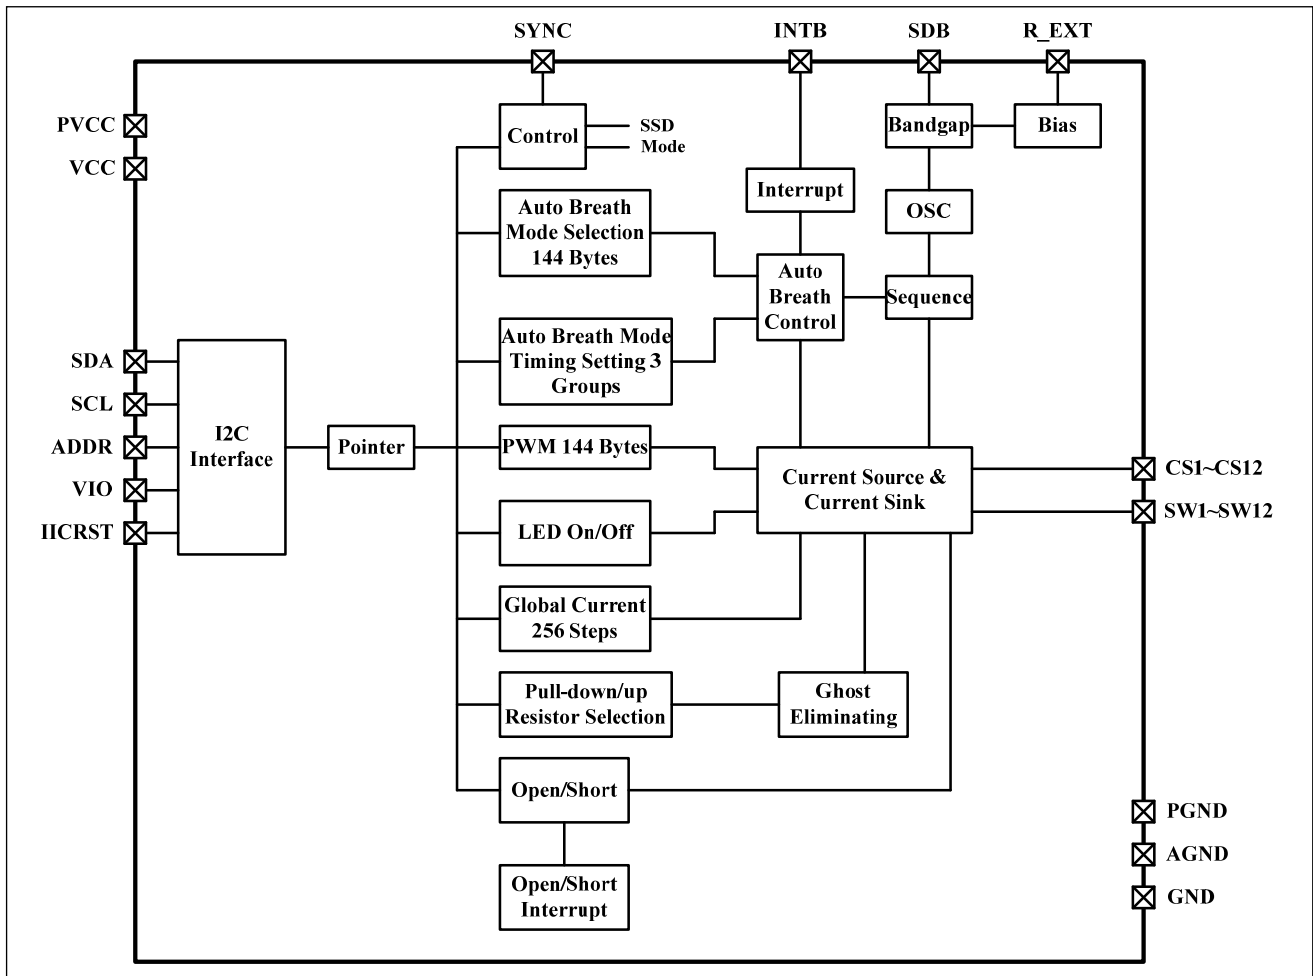 SYNC
INTB
SDB
R_EXT
PVCC
VCC
Control
SSD
Mode
Bandgap
Bias
Interrupt
Auto Breath
Mode Selection
144 Bytes
OSC
Auto
Breath
Control
Sequence
Auto Breath Mode
Timing Setting 3
Groups
SDA
SCL
ADDR
VIO
IICRST
I2C
Interface
Pointer
PWM 144 Bytes
Current Source &
Current Sink
CS1~CS12
SW1~SW12
LED On/Off
Global Current
256 Steps
Pull-down/up
Resistor Selection
Ghost
Eliminating
Open/Short
Open/Short
Interrupt
PGND
AGND
GND